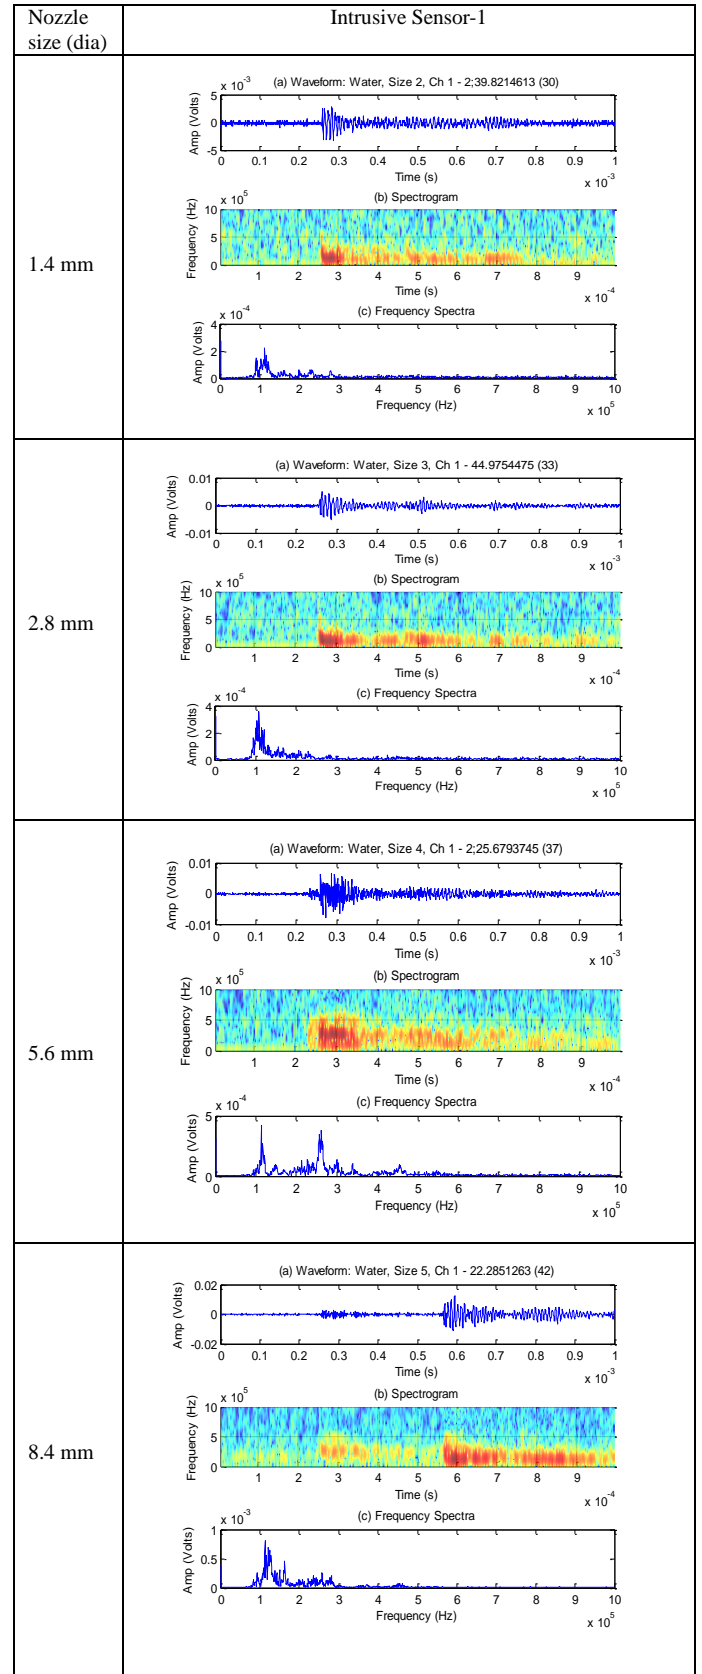 Nozzle
size (dia)
Intrusive Sensor-1
1.4 mm
(a) Waveform: Water, Size 2, Ch 1 - 2;39.8214613 (30)
x 10^-3
Amp (Volts)
5
0
-5
0 0.1 0.2 0.3 0.4 0.5 0.6 0.7 0.8 0.9 1
Time (s)
x 10^-3
(b) Spectrogram
x 10^5
Frequency (Hz)
10
5
0
1 2 3 4 5 6 7 8 9
Time (s)
x 10^-4
(c) Frequency Spectra
x 10^-4
Amp (Volts)
4
2
0
0 1 2 3 4 5 6 7 8 9 10
Frequency (Hz)
x 10^5
2.8 mm
(a) Waveform: Water, Size 3, Ch 1 - 44.9754475 (33)
Amp (Volts)
0.01
0
-0.01
0 0.1 0.2 0.3 0.4 0.5 0.6 0.7 0.8 0.9 1
Time (s)
x 10^-3
(b) Spectrogram
x 10^5
Frequency (Hz)
10
5
0
1 2 3 4 5 6 7 8 9
Time (s)
x 10^-4
(c) Frequency Spectra
x 10^-4
Amp (Volts)
4
2
0
0 1 2 3 4 5 6 7 8 9 10
Frequency (Hz)
x 10^5
5.6 mm
(a) Waveform: Water, Size 4, Ch 1 - 2;25.6793745 (37)
Amp (Volts)
0.01
0
-0.01
0 0.1 0.2 0.3 0.4 0.5 0.6 0.7 0.8 0.9 1
Time (s)
x 10^-3
(b) Spectrogram
x 10^5
Frequency (Hz)
10
5
0
1 2 3 4 5 6 7 8 9
Time (s)
x 10^-4
(c) Frequency Spectra
x 10^-4
Amp (Volts)
5
0
0 1 2 3 4 5 6 7 8 9 10
Frequency (Hz)
x 10^5
8.4 mm
(a) Waveform: Water, Size 5, Ch 1 - 22.2851263 (42)
Amp (Volts)
0.02
0
-0.02
0 0.1 0.2 0.3 0.4 0.5 0.6 0.7 0.8 0.9 1
Time (s)
x 10^-3
(b) Spectrogram
x 10^5
Frequency (Hz)
10
5
0
1 2 3 4 5 6 7 8 9
Time (s)
x 10^-4
(c) Frequency Spectra
x 10^-3
Amp (Volts)
1
0.5
0
0 1 2 3 4 5 6 7 8 9 10
Frequency (Hz)
x 10^5